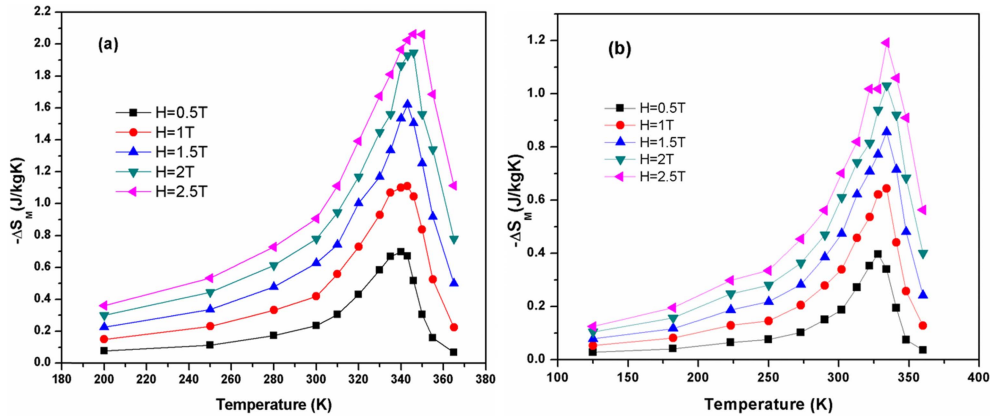 (a)
-ΔS_M (J/kgK)
2.2
2.0
1.8
1.6
1.4
1.2
1.0
0.8
0.6
0.4
0.2
0.0
H=0.5T
H=1T
H=1.5T
H=2T
H=2.5T
180 200 220 240 260 280 300 320 340 360 380
Temperature (K)
(b)
-ΔS_M (J/kgK)
1.2
1.0
0.8
0.6
0.4
0.2
0.0
H=0.5T
H=1T
H=1.5T
H=2T
H=2.5T
100 150 200 250 300 350 400
Temperature (K)